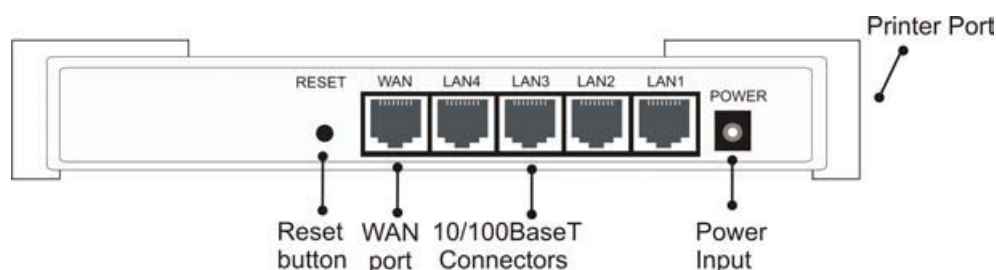 Printer Port
RESET WAN LAN4 LAN3 LAN2 LAN1 POWER
Reset button
WAN port
10/100BaseT Connectors
Power Input